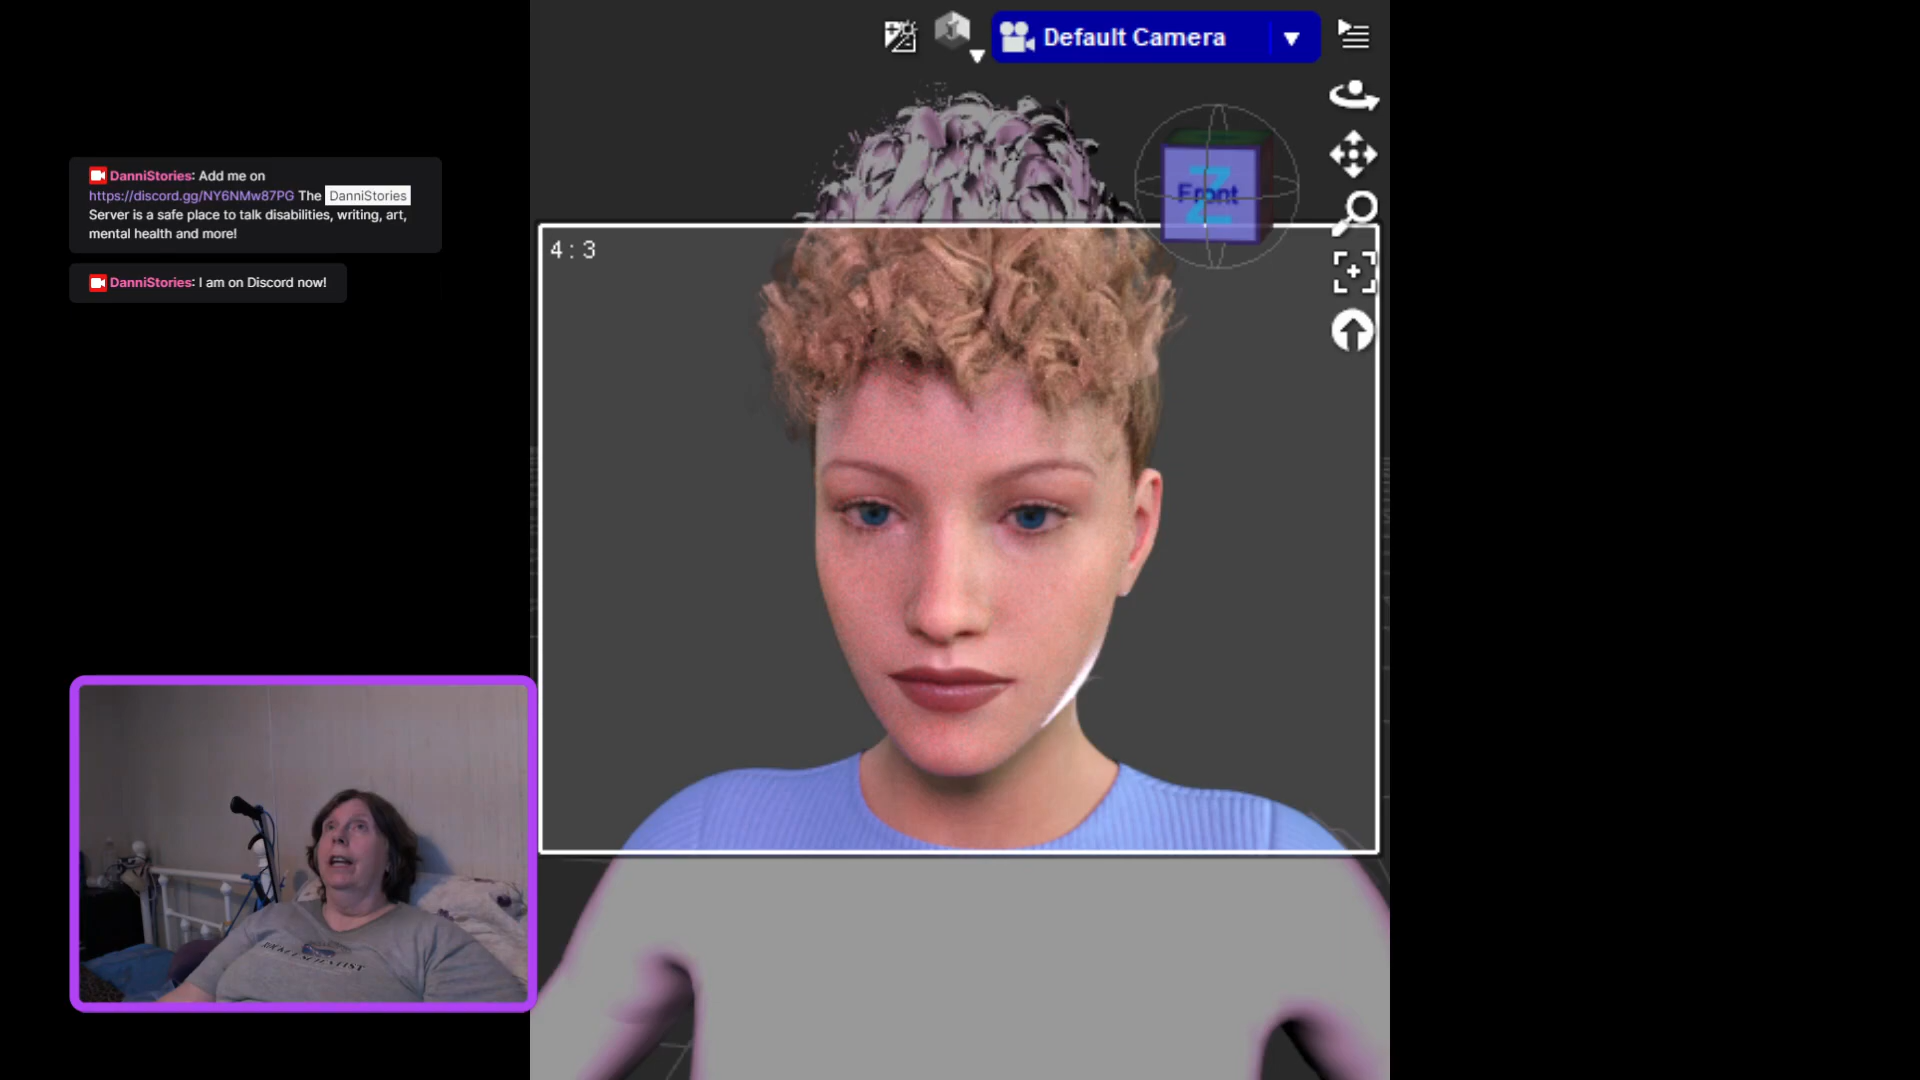 Default Camera
DanniStories: Add me on
https://discord.gg/NY6NMw87PG The DanniStories
Server is a safe place to talk disabilities, writing, art,
mental health and more!
DanniStories: I am on Discord now!
Front
Z
4 : 3